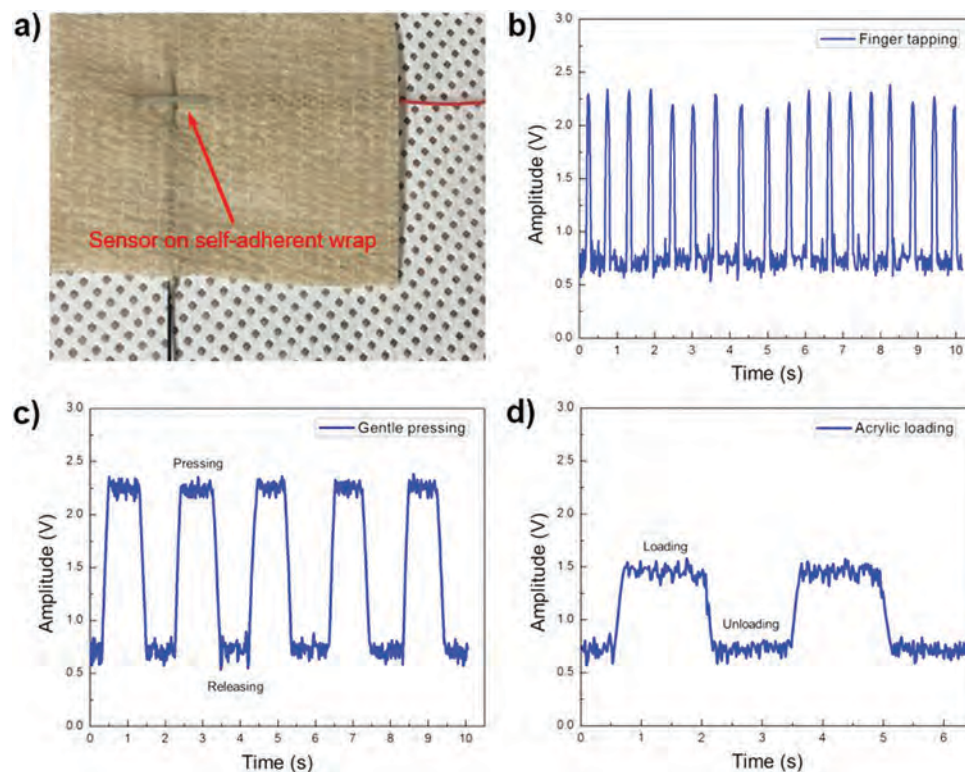 a)
Sensor on self-adherent wrap
b)
Finger tapping
3.0
2.5
2.0
1.5
1.0
0.5
0.0
Amplitude (V)
0 1 2 3 4 5 6 7 8 9 10
Time (s)
c)
Gentle pressing
3.0
2.5
2.0
1.5
1.0
0.5
0.0
Amplitude (V)
Pressing
Releasing
0 1 2 3 4 5 6 7 8 9 10
Time (s)
d)
Acrylic loading
3.0
2.5
2.0
1.5
1.0
0.5
0.0
Amplitude (V)
Loading
Unloading
0 1 2 3 4 5 6
Time (s)